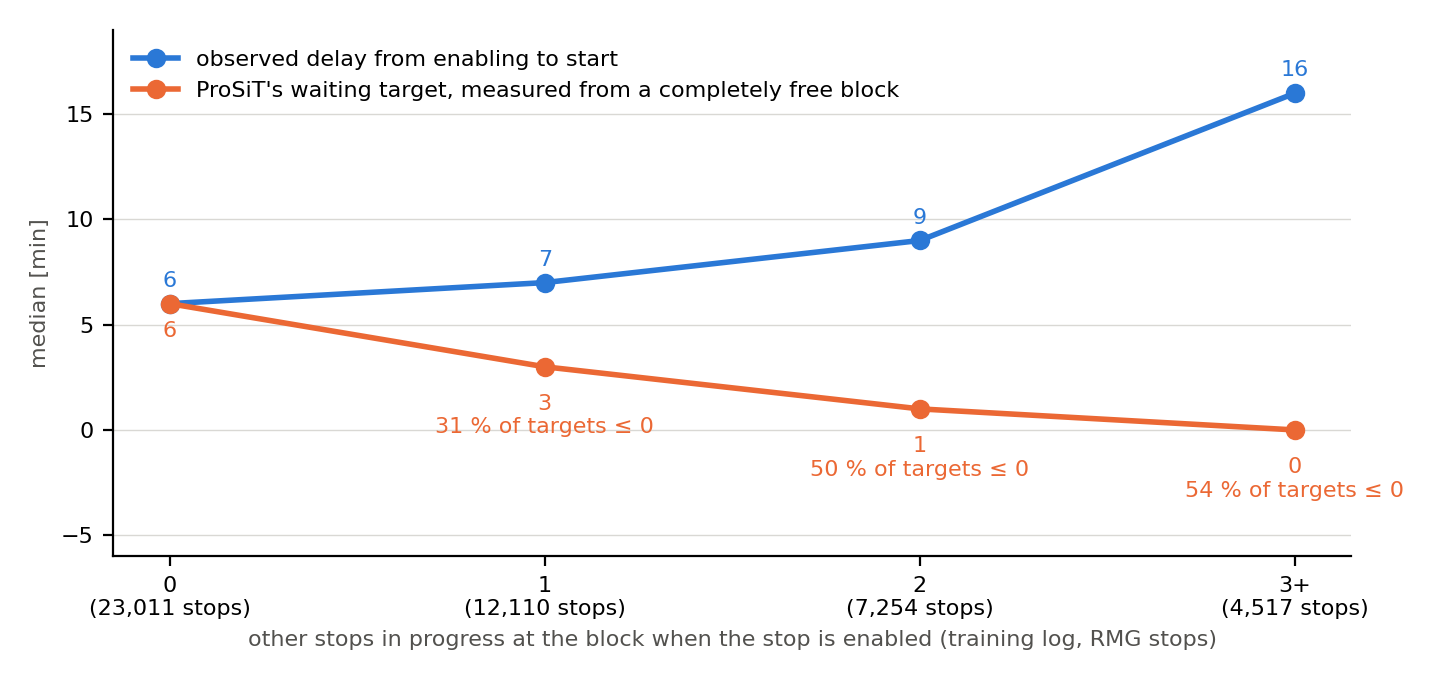 observed delay from enabling to start
ProSiT's waiting target, measured from a completely free block
median [min]
15
10
5
0
−5
6
7
9
16
6
3
31 % of targets ≤ 0
1
50 % of targets ≤ 0
0
54 % of targets ≤ 0
0
(23,011 stops)
1
(12,110 stops)
2
(7,254 stops)
3+
(4,517 stops)
other stops in progress at the block when the stop is enabled (training log, RMG stops)